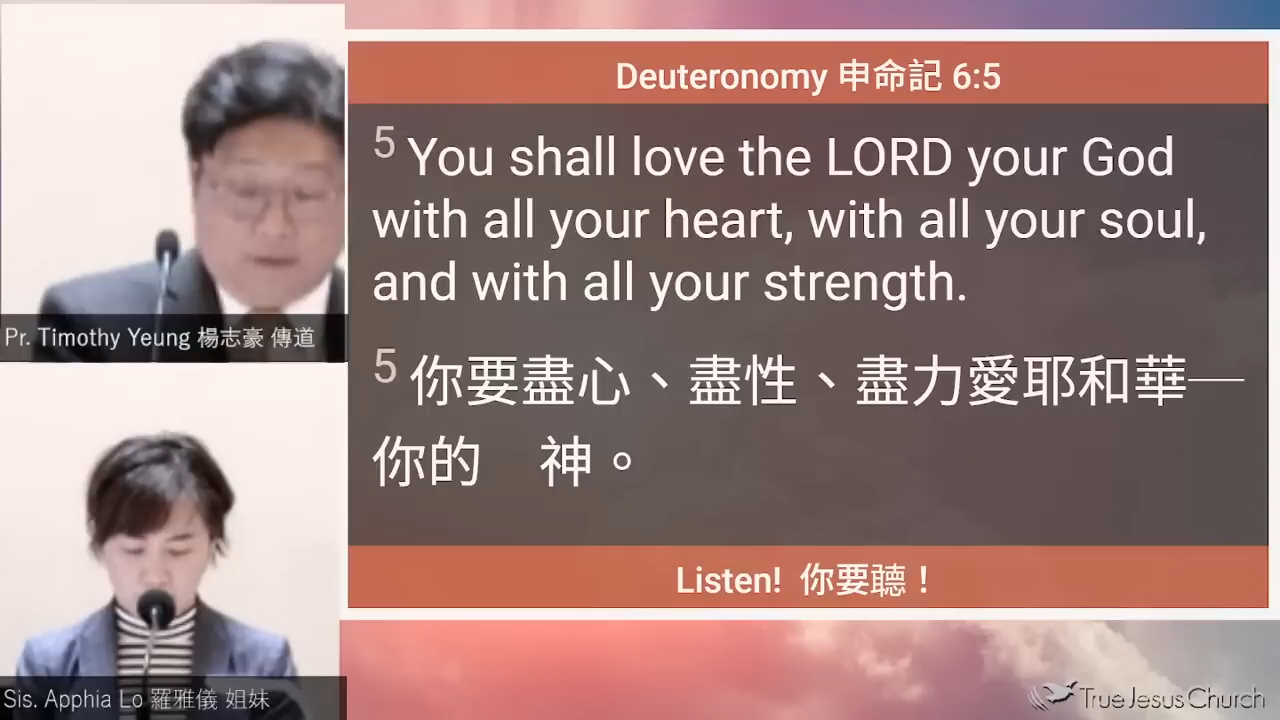 Deuteronomy 申命記 6:5
5 You shall love the LORD your God
with all your heart, with all your soul,
and with all your strength.
5 你要盡心、盡性、盡力愛耶和華─
你的　神。
Listen! 你要聽！
Pr. Timothy Yeung 楊志豪 傳道
Sis. Apphia Lo 羅雅儀 姐妹
True Jesus Church